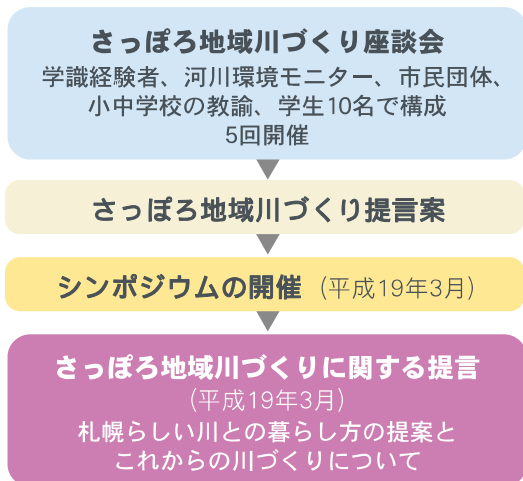 さっぽろ地域川づくり座談会
学識経験者、河川環境モニター、市民団体、
小中学校の教諭、学生10名で構成
5回開催
さっぽろ地域川づくり提言案
シンポジウムの開催 (平成19年3月)
さっぽろ地域川づくりに関する提言
(平成19年3月)
札幌らしい川との暮らし方の提案と
これからの川づくりについて